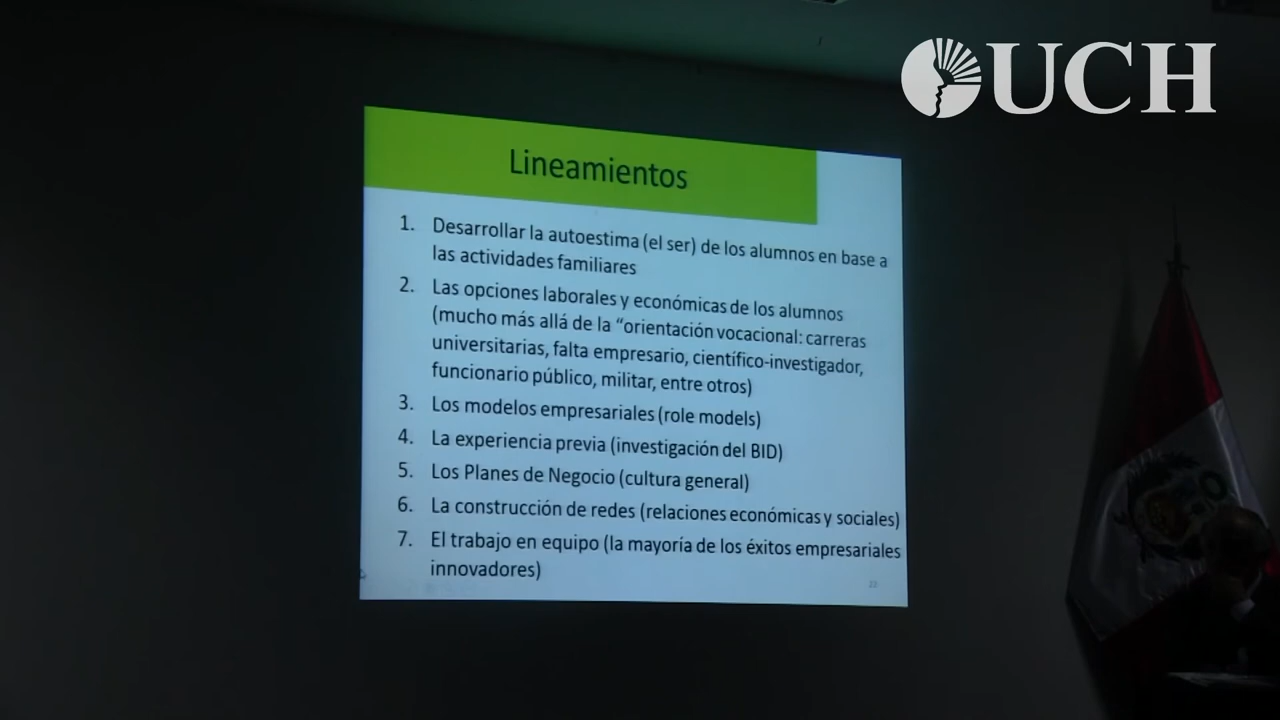 UCH
Lineamientos
1. Desarrollar la autoestima (el ser) de los alumnos en base a
las actividades familiares
2. Las opciones laborales y económicas de los alumnos
(mucho más allá de la “orientación vocacional: carreras
universitarias, falta empresario, científico-investigador,
funcionario público, militar, entre otros)
3. Los modelos empresariales (role models)
4. La experiencia previa (investigación del BID)
5. Los Planes de Negocio (cultura general)
6. La construcción de redes (relaciones económicas y sociales)
7. El trabajo en equipo (la mayoría de los éxitos empresariales
innovadores)